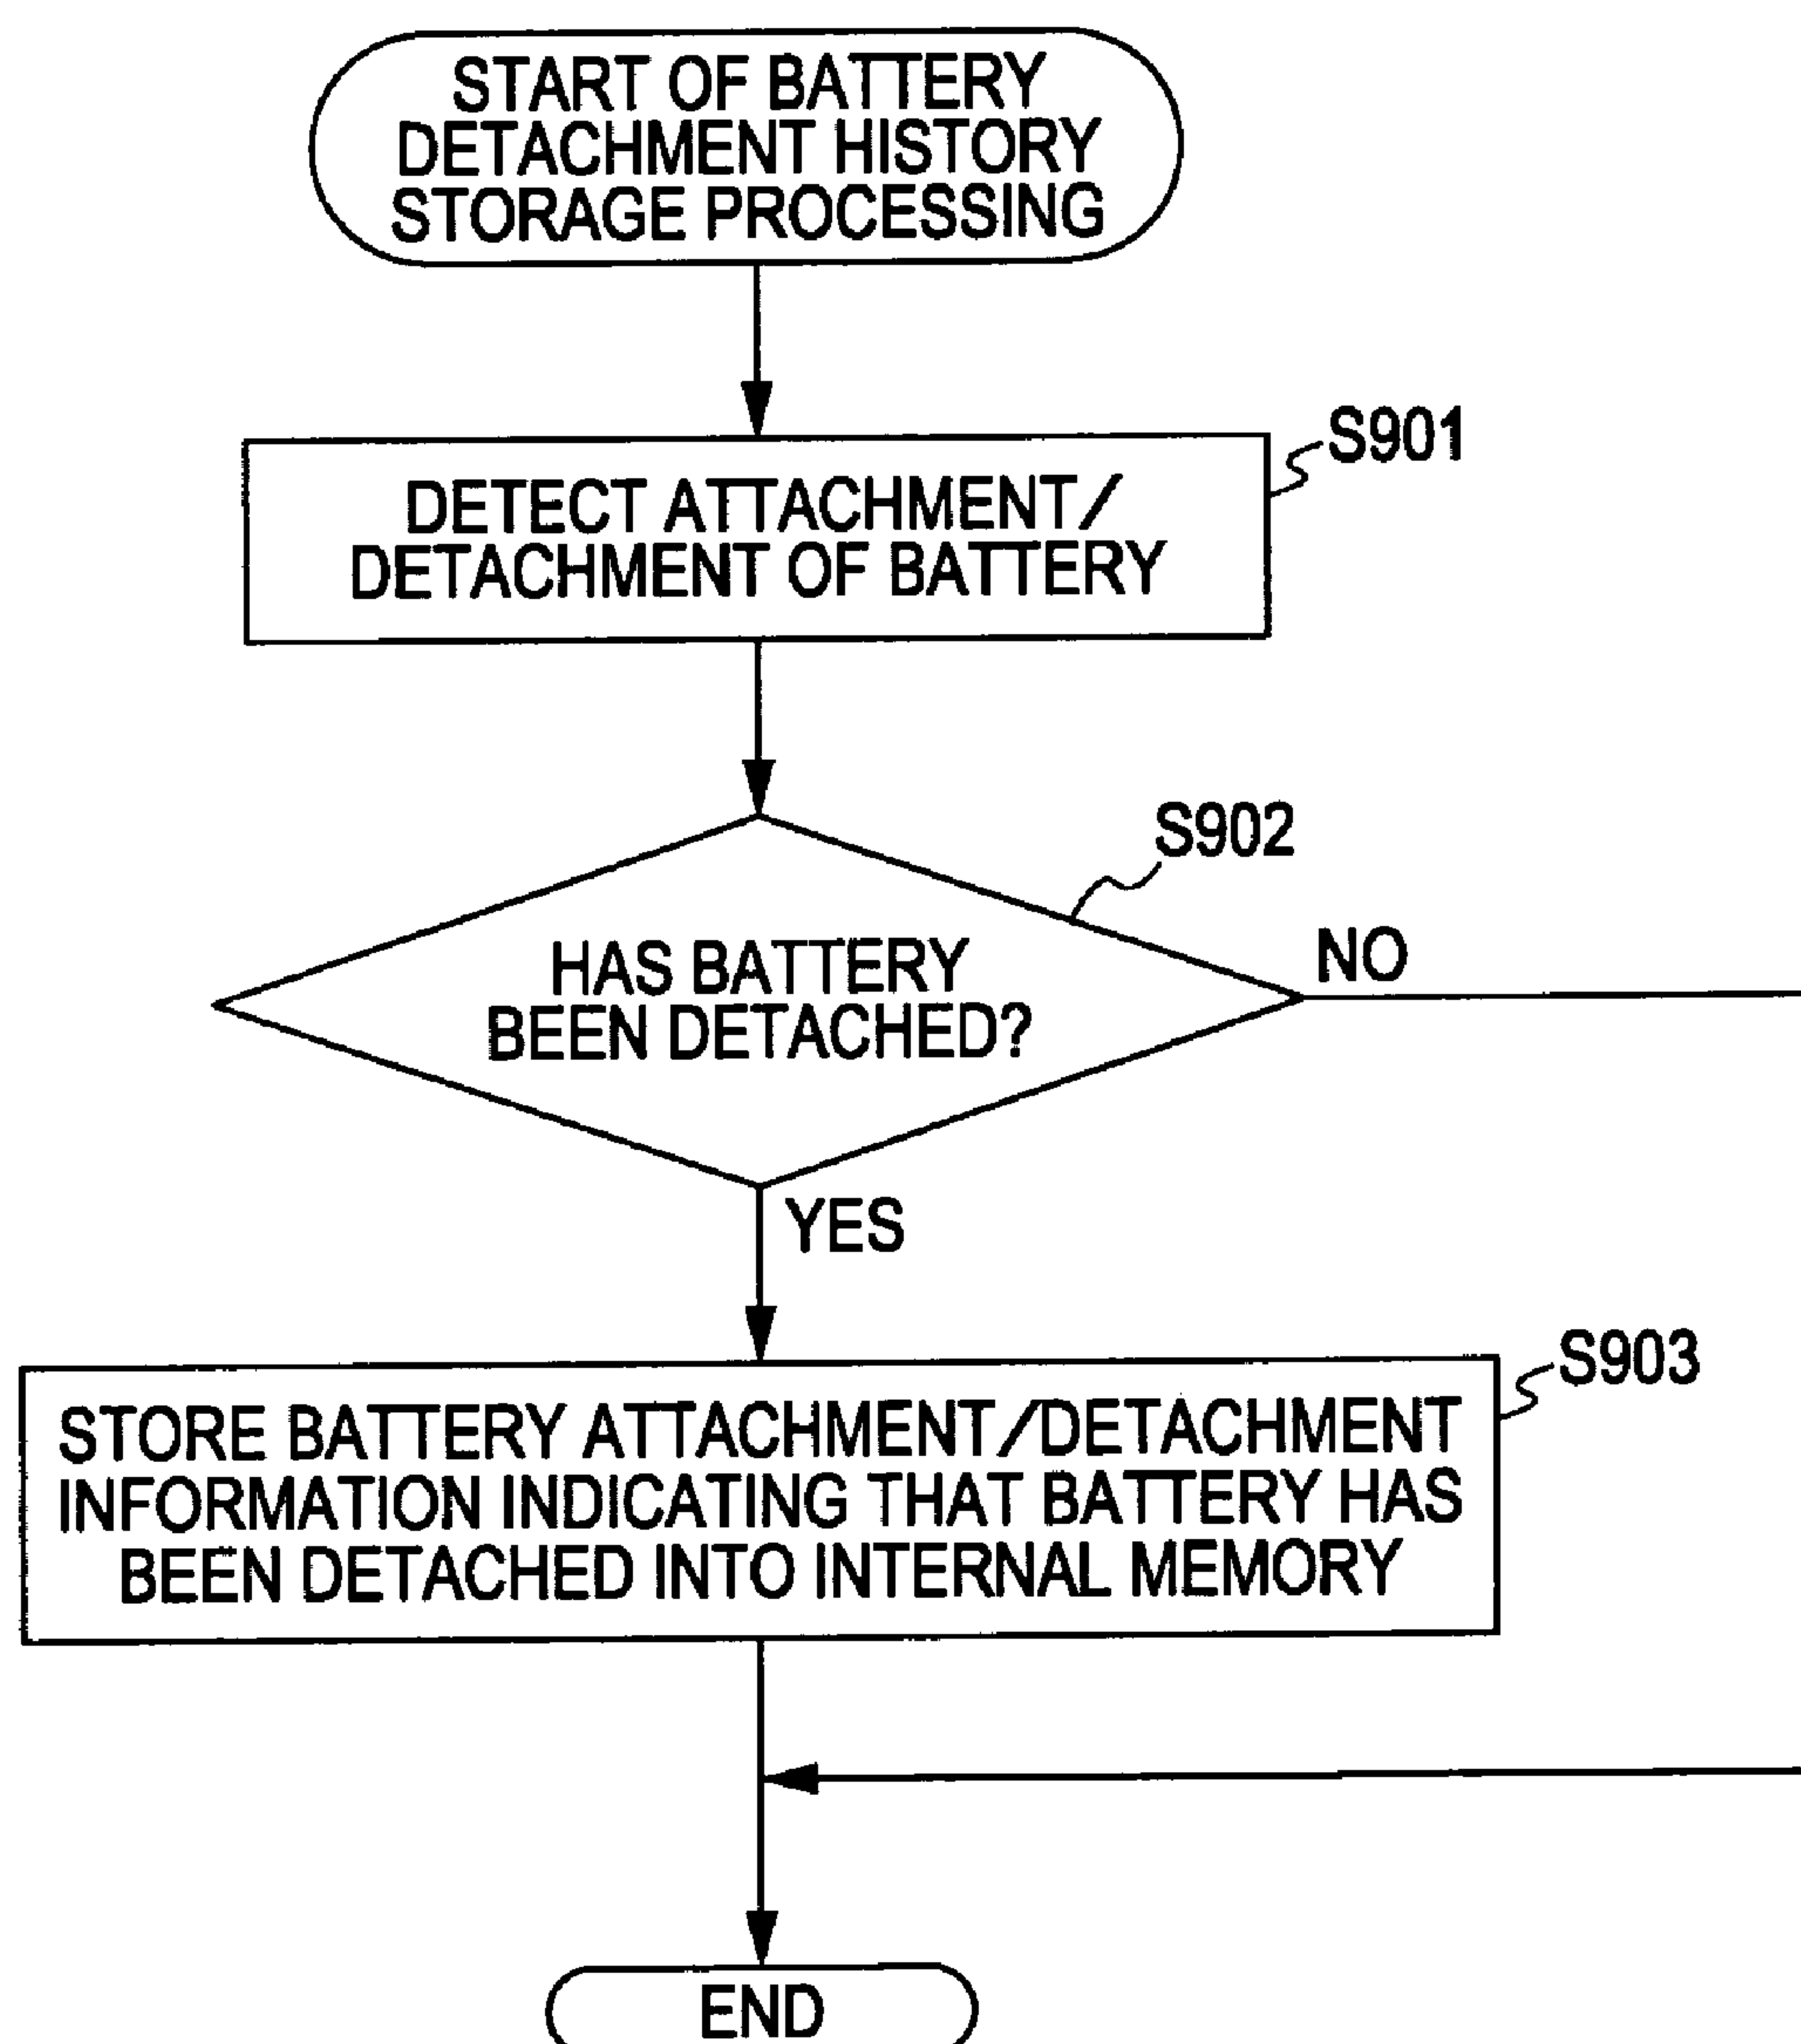 START OF BATTERY
DETACHMENT HISTORY
STORAGE PROCESSING
S901
DETECT ATTACHMENT/
DETACHMENT OF BATTERY
S902
HAS BATTERY
BEEN DETACHED?
NO
YES
S903
STORE BATTERY ATTACHMENT/DETACHMENT
INFORMATION INDICATING THAT BATTERY HAS
BEEN DETACHED INTO INTERNAL MEMORY
END